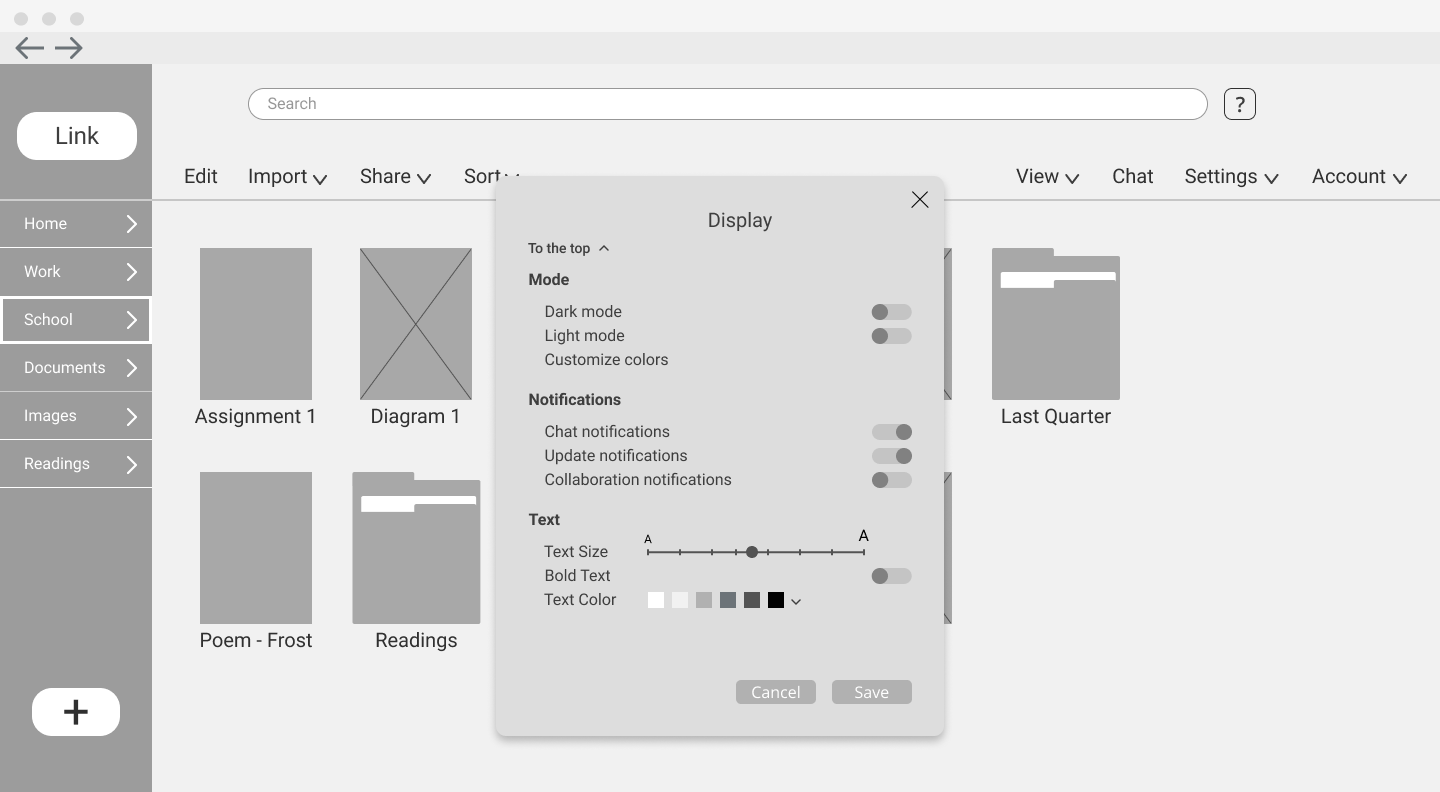 Search
?
Link
Edit Import Share Sort View Chat Settings Account
Home
Work
School
Documents
Images
Readings
Assignment 1
Diagram 1
Last Quarter
Poem - Frost
Readings
Display
To the top
Mode
Dark mode
Light mode
Customize colors
Notifications
Chat notifications
Update notifications
Collaboration notifications
Text
A A
Text Size
Bold Text
Text Color
Cancel Save
+